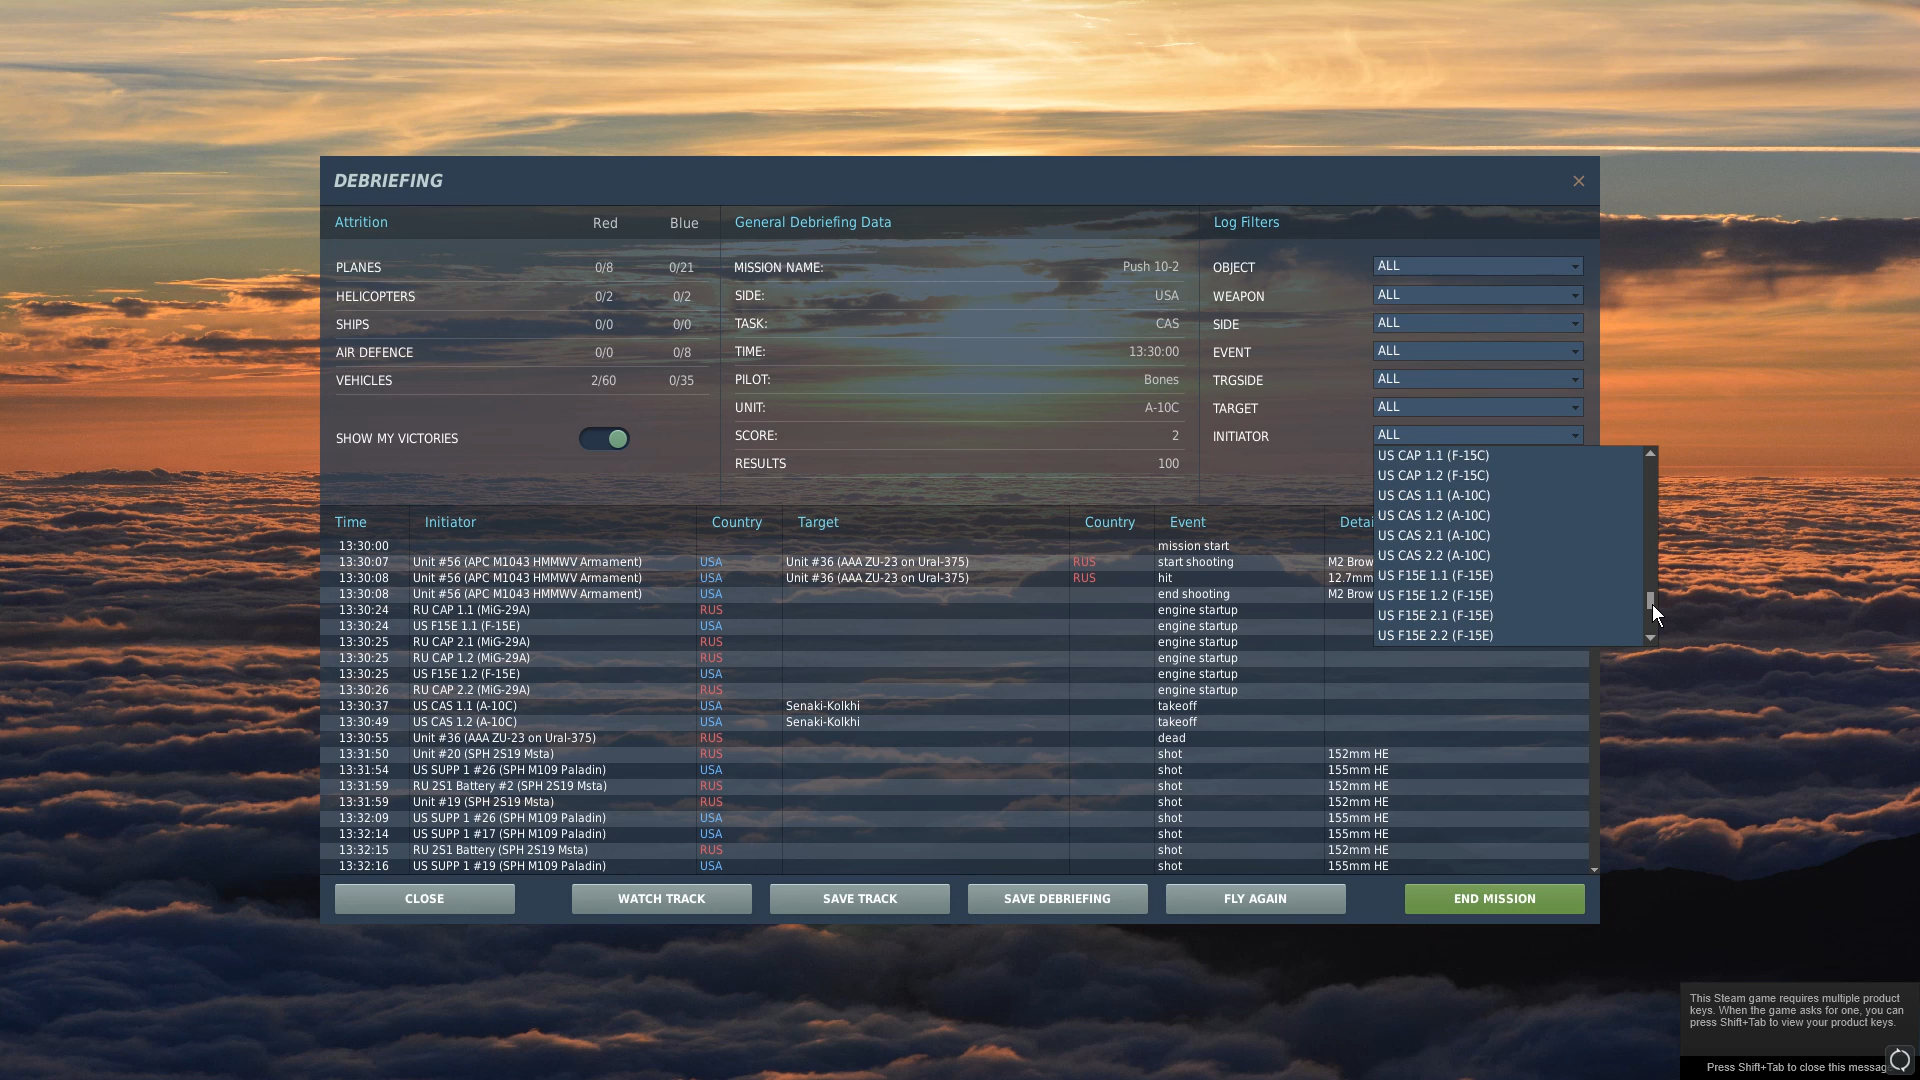 DEBRIEFING
Attrition Red Blue
PLANES 0/8 0/21
HELICOPTERS 0/2 0/2
SHIPS 0/0 0/0
AIR DEFENCE 0/0 0/8
VEHICLES 2/60 0/35
SHOW MY VICTORIES
General Debriefing Data
MISSION NAME: Push 10-2
SIDE: USA
TASK: CAS
TIME: 13:30:00
PILOT: Bones
UNIT: A-10C
SCORE: 2
RESULTS 100
Log Filters
OBJECT ALL
WEAPON ALL
SIDE ALL
EVENT ALL
TRGSIDE ALL
TARGET ALL
INITIATOR ALL
US CAP 1.1 (F-15C)
US CAP 1.2 (F-15C)
US CAS 1.1 (A-10C)
US CAS 1.2 (A-10C)
US CAS 2.1 (A-10C)
US CAS 2.2 (A-10C)
US F15E 1.1 (F-15E)
US F15E 1.2 (F-15E)
US F15E 2.1 (F-15E)
US F15E 2.2 (F-15E)
Time Initiator Country Target Country Event Detai
13:30:00 mission start
13:30:07 Unit #56 (APC M1043 HMMWV Armament) USA Unit #36 (AAA ZU-23 on Ural-375) RUS start shooting M2 Brow
13:30:08 Unit #56 (APC M1043 HMMWV Armament) USA Unit #36 (AAA ZU-23 on Ural-375) RUS hit 12.7mm
13:30:08 Unit #56 (APC M1043 HMMWV Armament) USA end shooting M2 Brow
13:30:24 RU CAP 1.1 (MiG-29A) RUS engine startup
13:30:24 US F15E 1.1 (F-15E) USA engine startup
13:30:25 RU CAP 2.1 (MiG-29A) RUS engine startup
13:30:25 RU CAP 1.2 (MiG-29A) RUS engine startup
13:30:25 US F15E 1.2 (F-15E) USA engine startup
13:30:26 RU CAP 2.2 (MiG-29A) RUS engine startup
13:30:37 US CAS 1.1 (A-10C) USA Senaki-Kolkhi takeoff
13:30:49 US CAS 1.2 (A-10C) USA Senaki-Kolkhi takeoff
13:30:55 Unit #36 (AAA ZU-23 on Ural-375) RUS dead
13:31:50 Unit #20 (SPH 2S19 Msta) RUS shot 152mm HE
13:31:54 US SUPP 1 #26 (SPH M109 Paladin) USA shot 155mm HE
13:31:59 RU 2S1 Battery #2 (SPH 2S19 Msta) RUS shot 152mm HE
13:31:59 Unit #19 (SPH 2S19 Msta) RUS shot 152mm HE
13:32:09 US SUPP 1 #26 (SPH M109 Paladin) USA shot 155mm HE
13:32:14 US SUPP 1 #17 (SPH M109 Paladin) USA shot 155mm HE
13:32:15 RU 2S1 Battery (SPH 2S19 Msta) RUS shot 152mm HE
13:32:16 US SUPP 1 #19 (SPH M109 Paladin) USA shot 155mm HE
CLOSE WATCH TRACK SAVE TRACK SAVE DEBRIEFING FLY AGAIN END MISSION
This Steam game requires multiple product
keys. When the game asks for one, you can
press Shift+Tab to view your product keys.
Press Shift+Tab to close this messag